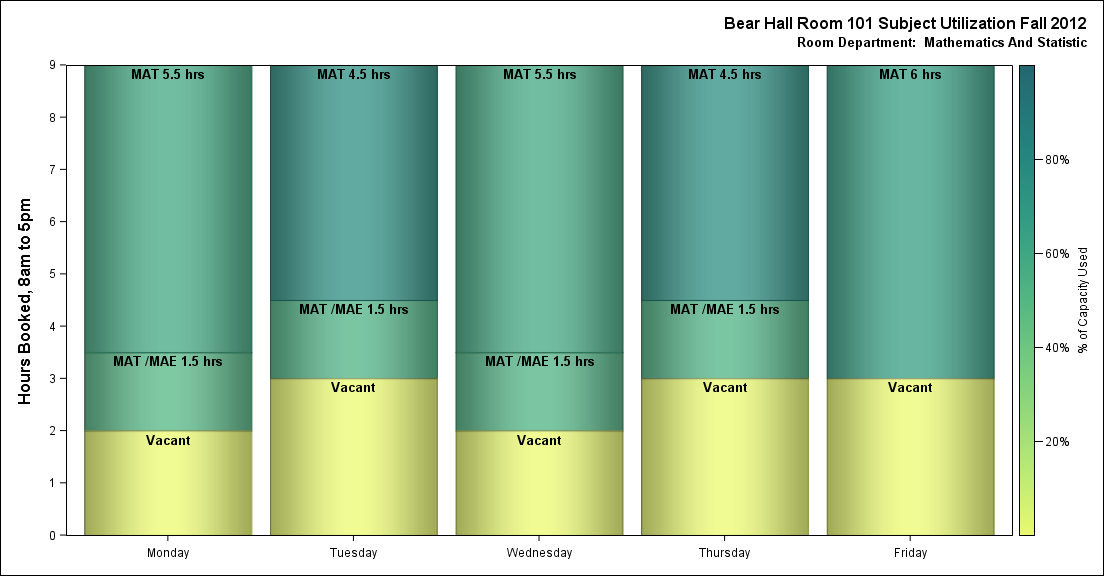 Bear Hall Room 101 Subject Utilization Fall 2012
Room Department:  Mathematics And Statistic
Hours Booked, 8am to 5pm
9
8
7
6
5
4
3
2
1
0
MAT 5.5 hrs
MAT /MAE 1.5 hrs
Vacant
MAT 4.5 hrs
MAT /MAE 1.5 hrs
Vacant
MAT 5.5 hrs
MAT /MAE 1.5 hrs
Vacant
MAT 4.5 hrs
MAT /MAE 1.5 hrs
Vacant
MAT 6 hrs
Vacant
Monday
Tuesday
Wednesday
Thursday
Friday
80%
60%
40%
20%
% of Capacity Used